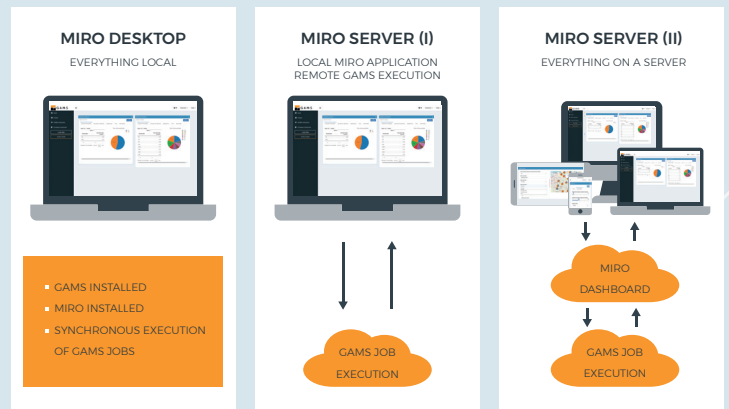 MIRO DESKTOP
EVERYTHING LOCAL
GAMS INSTALLED
MIRO INSTALLED
SYNCHRONOUS EXECUTION
OF GAMS JOBS
MIRO SERVER (I)
LOCAL MIRO APPLICATION
REMOTE GAMS EXECUTION
GAMS JOB
EXECUTION
MIRO SERVER (II)
EVERYTHING ON A SERVER
MIRO
DASHBOARD
GAMS JOB
EXECUTION